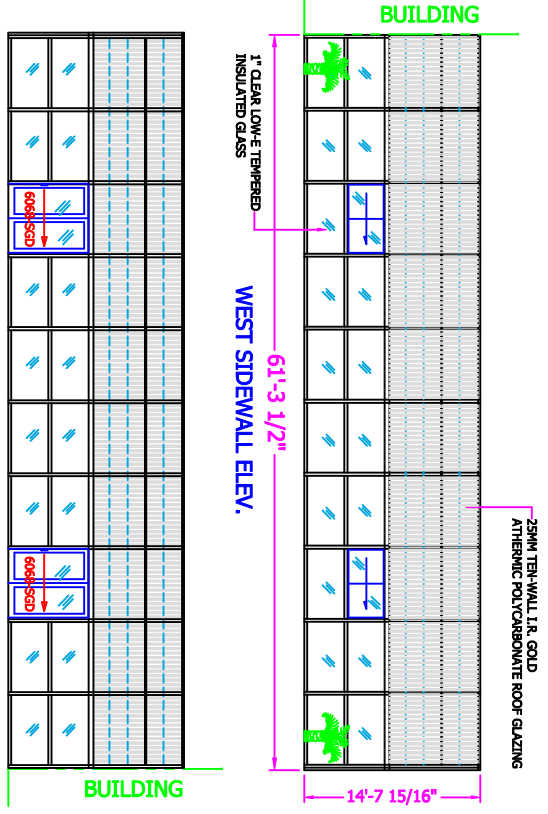 BUILDING
1" CLEAR LOW-E TEMPERED
INSULATED GLASS
6068-SGD
WEST SIDEWALL ELEV.
61'-3 1/2"
25MM TEN-WALL I.R. GOLD
ATHERMIC POLYCARBONATE ROOF GLAZING
6068-SGD
BUILDING
14'-7 15/16"